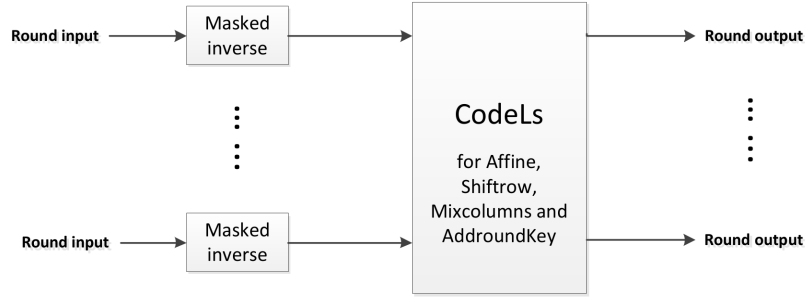 Round input
Masked
inverse
Round output
CodeLs
for Affine,
Shiftrow,
Mixcolumns and
AddroundKey
Round input
Masked
inverse
Round output